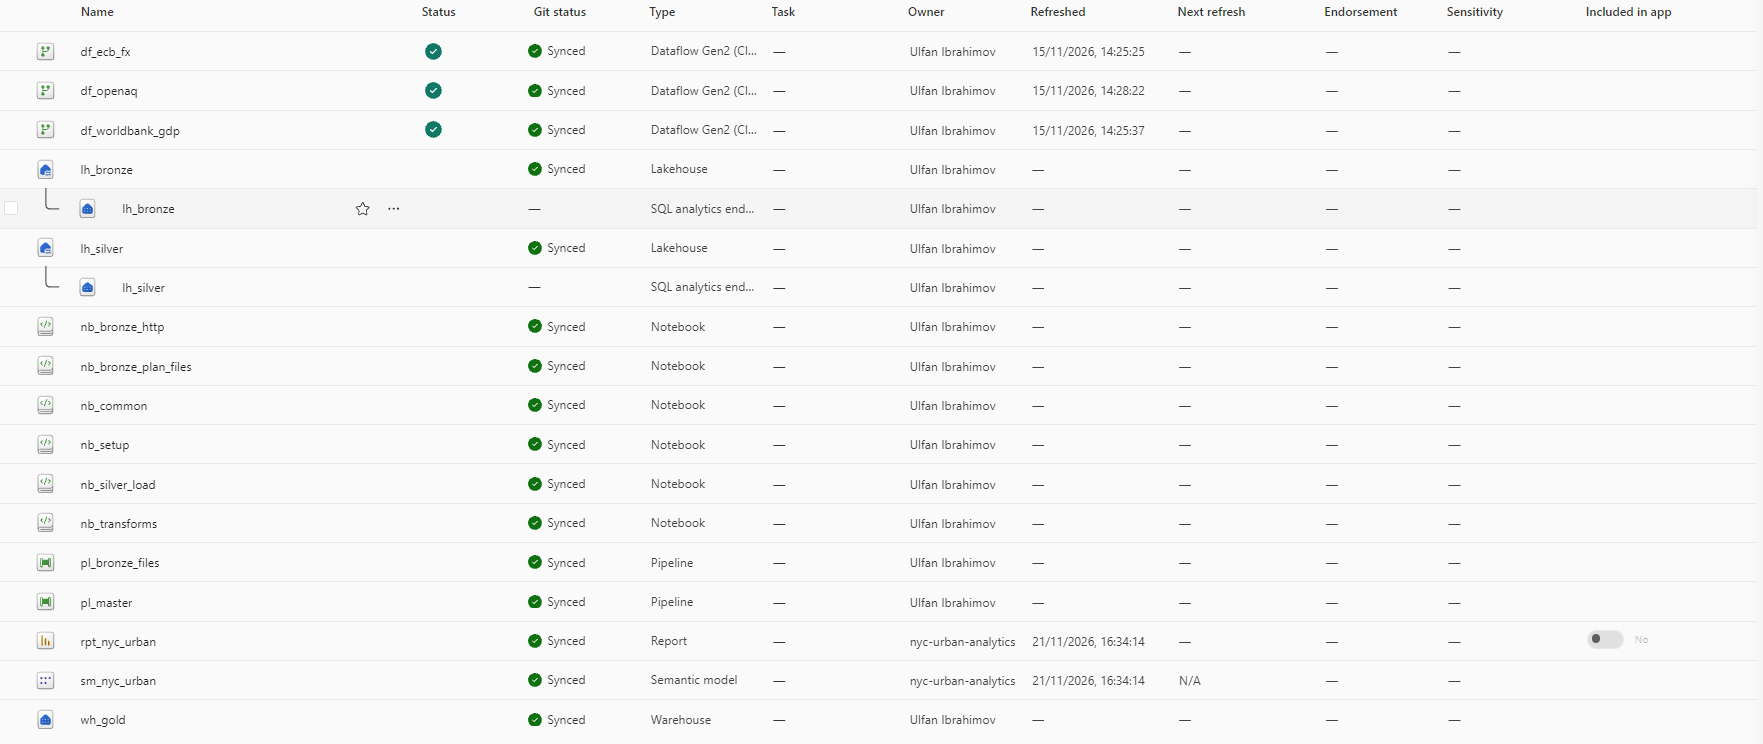 Name Status Git status Type Task Owner Refreshed Next refresh Endorsement Sensitivity Included in app
df_ecb_fx Synced Dataflow Gen2 (CI... — Ulfan Ibrahimov 15/11/2026, 14:25:25 — — —
df_openaq Synced Dataflow Gen2 (CI... — Ulfan Ibrahimov 15/11/2026, 14:28:22 — — —
df_worldbank_gdp Synced Dataflow Gen2 (CI... — Ulfan Ibrahimov 15/11/2026, 14:25:37 — — —
lh_bronze Synced Lakehouse — Ulfan Ibrahimov — — — —
lh_bronze ... — SQL analytics end... — Ulfan Ibrahimov — — — —
lh_silver Synced Lakehouse — Ulfan Ibrahimov — — — —
lh_silver — SQL analytics end... — Ulfan Ibrahimov — — — —
nb_bronze_http Synced Notebook — Ulfan Ibrahimov — — — —
nb_bronze_plan_files Synced Notebook — Ulfan Ibrahimov — — — —
nb_common Synced Notebook — Ulfan Ibrahimov — — — —
nb_setup Synced Notebook — Ulfan Ibrahimov — — — —
nb_silver_load Synced Notebook — Ulfan Ibrahimov — — — —
nb_transforms Synced Notebook — Ulfan Ibrahimov — — — —
pl_bronze_files Synced Pipeline — Ulfan Ibrahimov — — — —
pl_master Synced Pipeline — Ulfan Ibrahimov — — — —
rpt_nyc_urban Synced Report — nyc-urban-analytics 21/11/2026, 16:34:14 — — — No
sm_nyc_urban Synced Semantic model — nyc-urban-analytics 21/11/2026, 16:34:14 N/A — —
wh_gold Synced Warehouse — Ulfan Ibrahimov — — — —